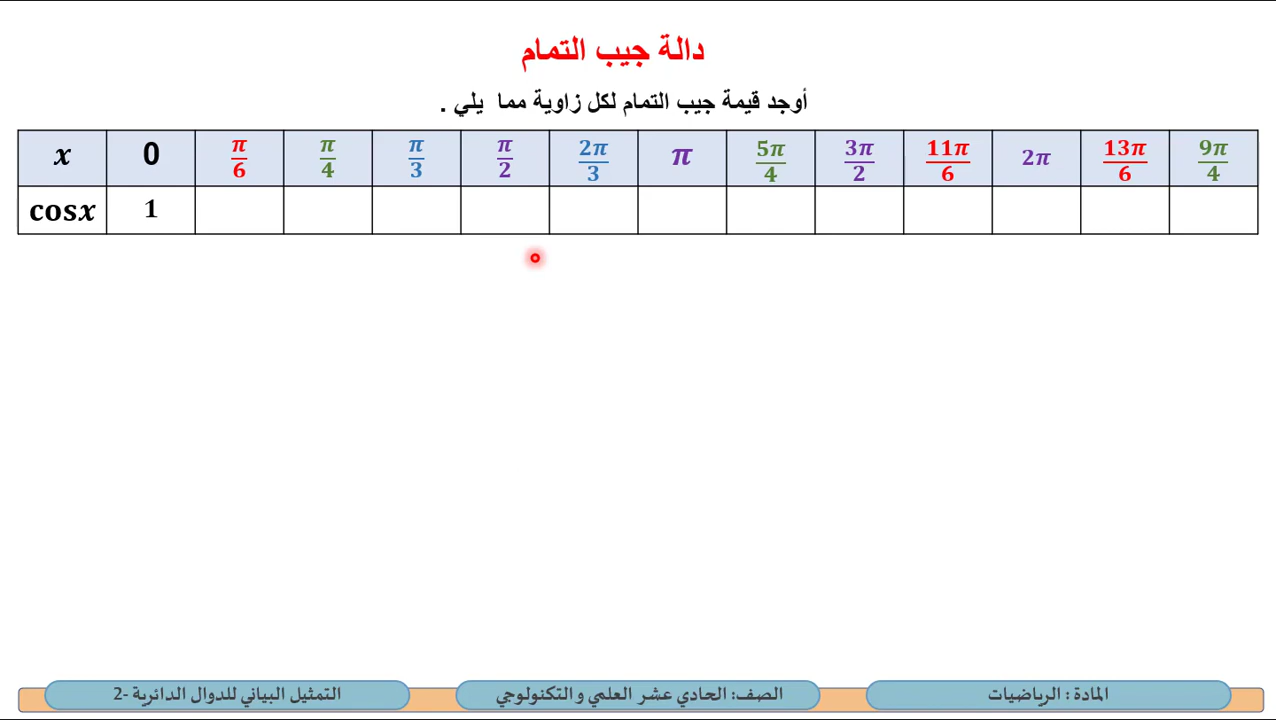 دالة جيب التمام
أوجد قيمة جيب التمام لكل زاوية مما يلي .
x 0 π/6 π/4 π/3 π/2 2π/3 π 5π/4 3π/2 11π/6 2π 13π/6 9π/4
cosx 1
المادة : الرياضيات
الصف: الحادي عشر العلمي و التكنولوجي
التمثيل البياني للدوال الدائرية -2